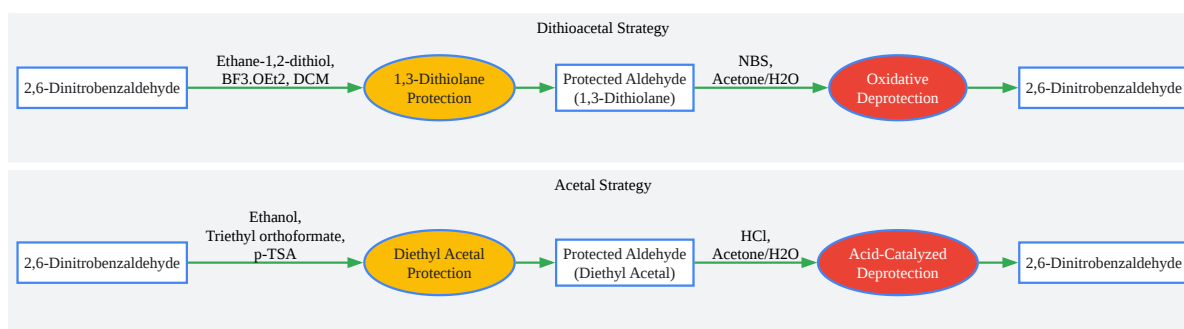 Dithioacetal Strategy
2,6-Dinitrobenzaldehyde
Ethane-1,2-dithiol,
BF3.OEt2, DCM
1,3-Dithiolane
Protection
Protected Aldehyde
(1,3-Dithiolane)
NBS,
Acetone/H2O
Oxidative
Deprotection
2,6-Dinitrobenzaldehyde
Acetal Strategy
2,6-Dinitrobenzaldehyde
Ethanol,
Triethyl orthoformate,
p-TSA
Diethyl Acetal
Protection
Protected Aldehyde
(Diethyl Acetal)
HCl,
Acetone/H2O
Acid-Catalyzed
Deprotection
2,6-Dinitrobenzaldehyde